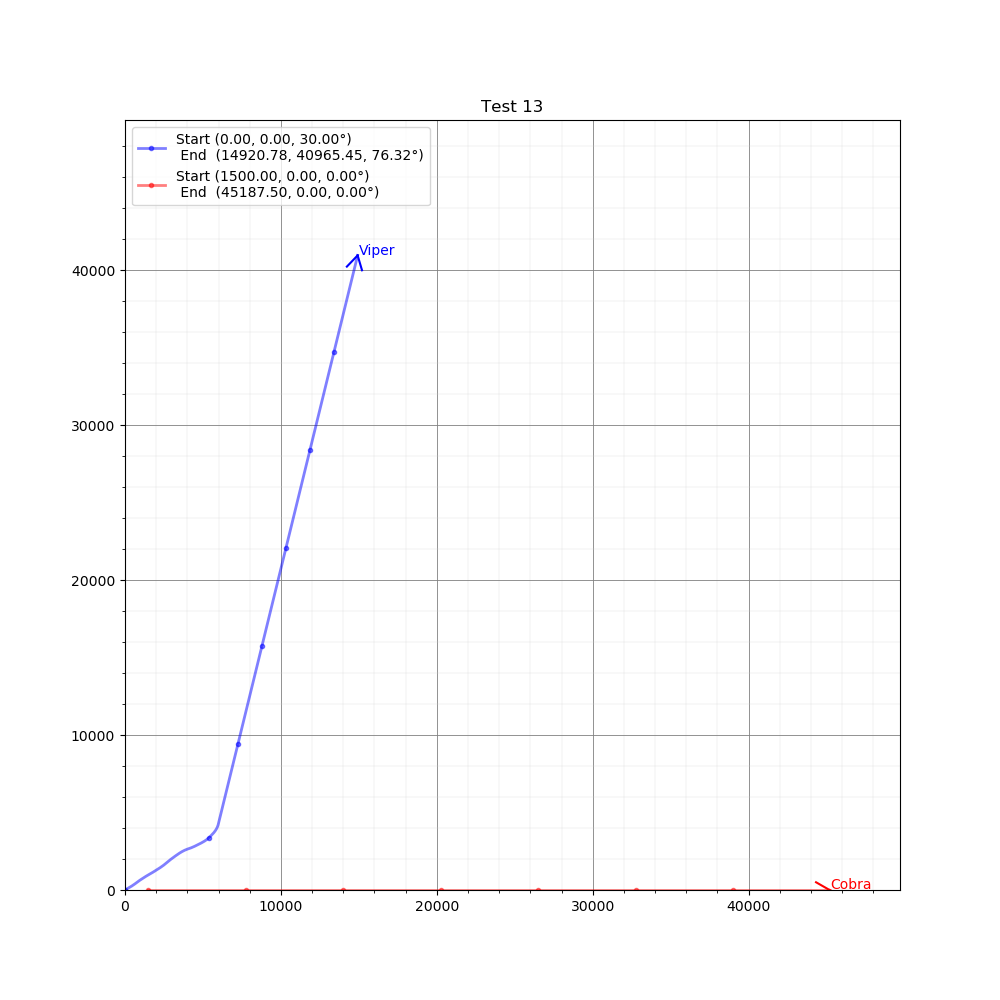 Test 13
Start (0.00, 0.00, 30.00°)
End (14920.78, 40965.45, 76.32°)
Start (1500.00, 0.00, 0.00°)
End (45187.50, 0.00, 0.00°)
Viper
40000
30000
20000
10000
0
Cobra
0 10000 20000 30000 40000